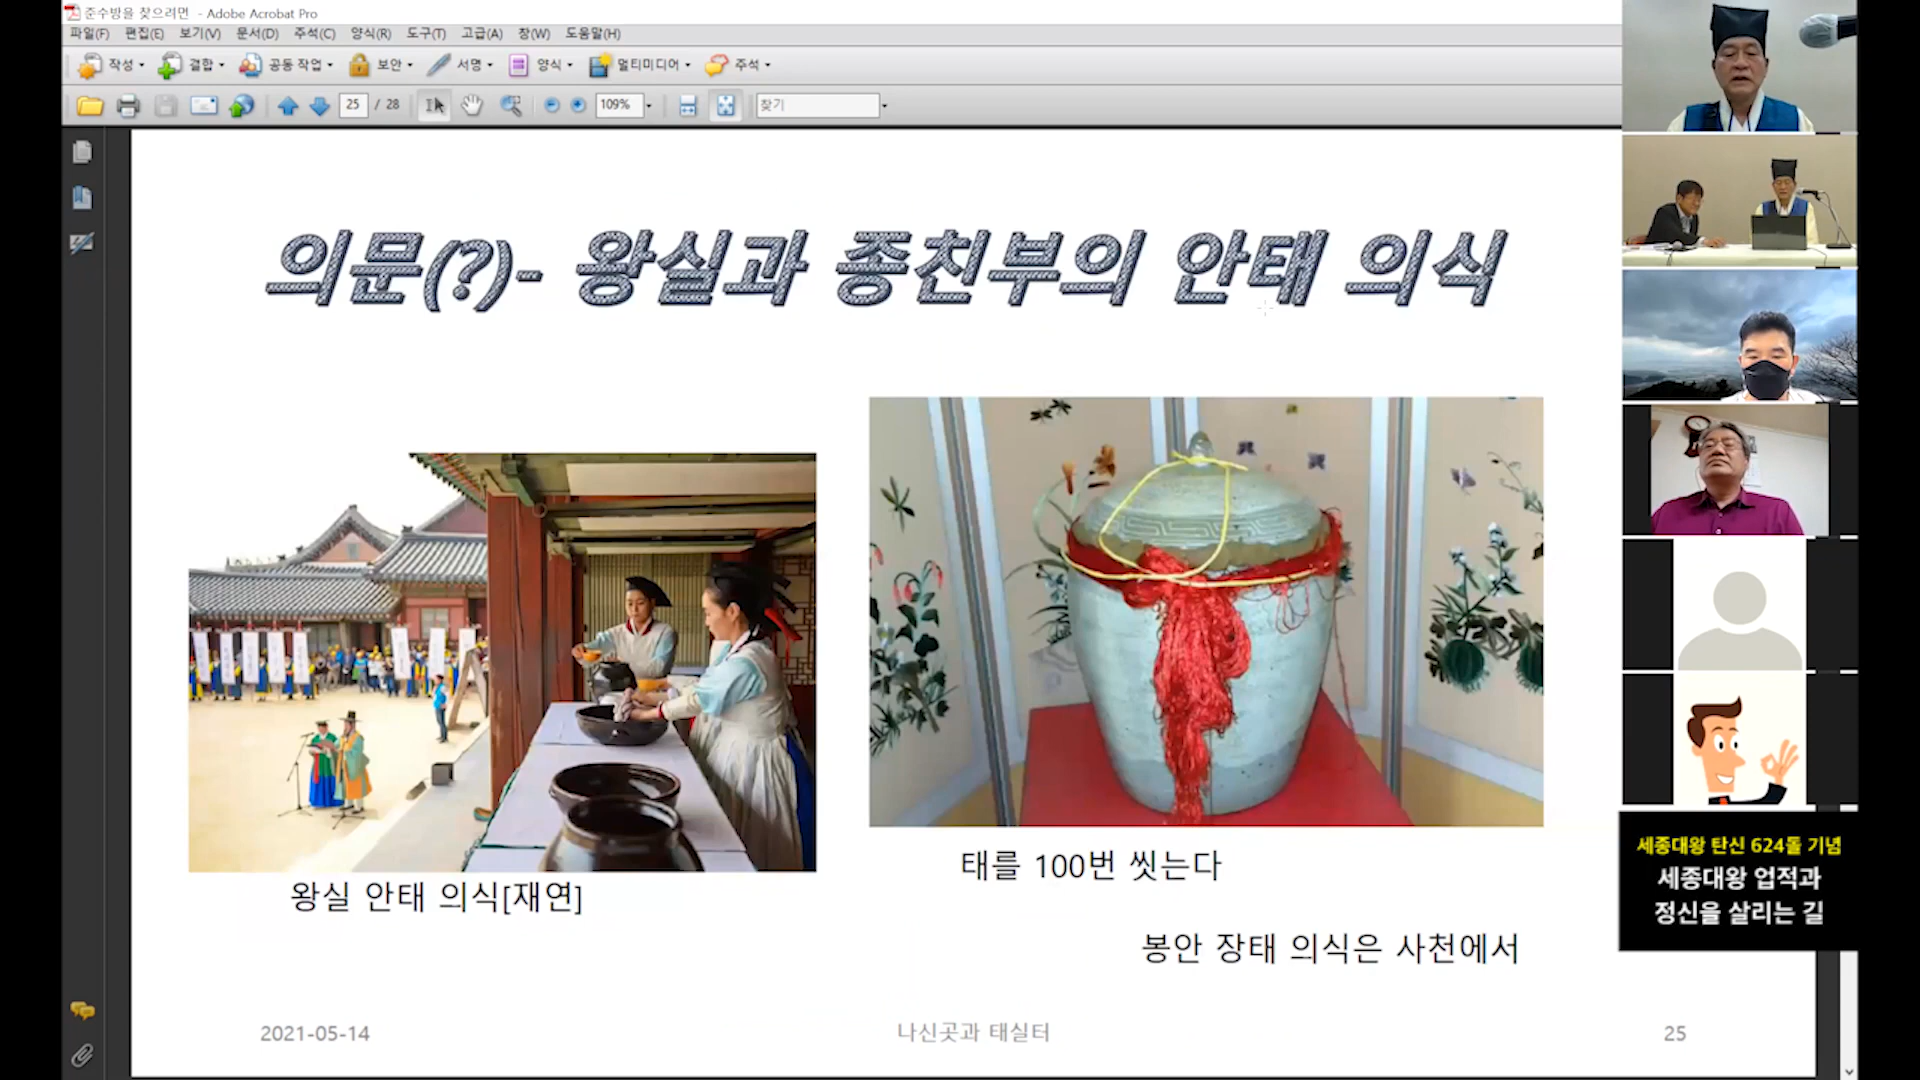 준수방을 찾으려면 - Adobe Acrobat Pro
파일(F) 편집(E) 보기(V) 문서(D) 주석(C) 양식(R) 도구(T) 고급(A) 창(W) 도움말(H)
작성 결합 공동 작업 보안 서명 양식 멀티미디어 주석
25 / 28 109% 찾기
의문(?)- 왕실과 종친부의 안태 의식
태를 100번 씻는다
왕실 안태 의식[재연]
봉안 장태 의식은 사천에서
2021-05-14 나신곳과 태실터 25
세종대왕 탄신 624돌 기념
세종대왕 업적과
정신을 살리는 길